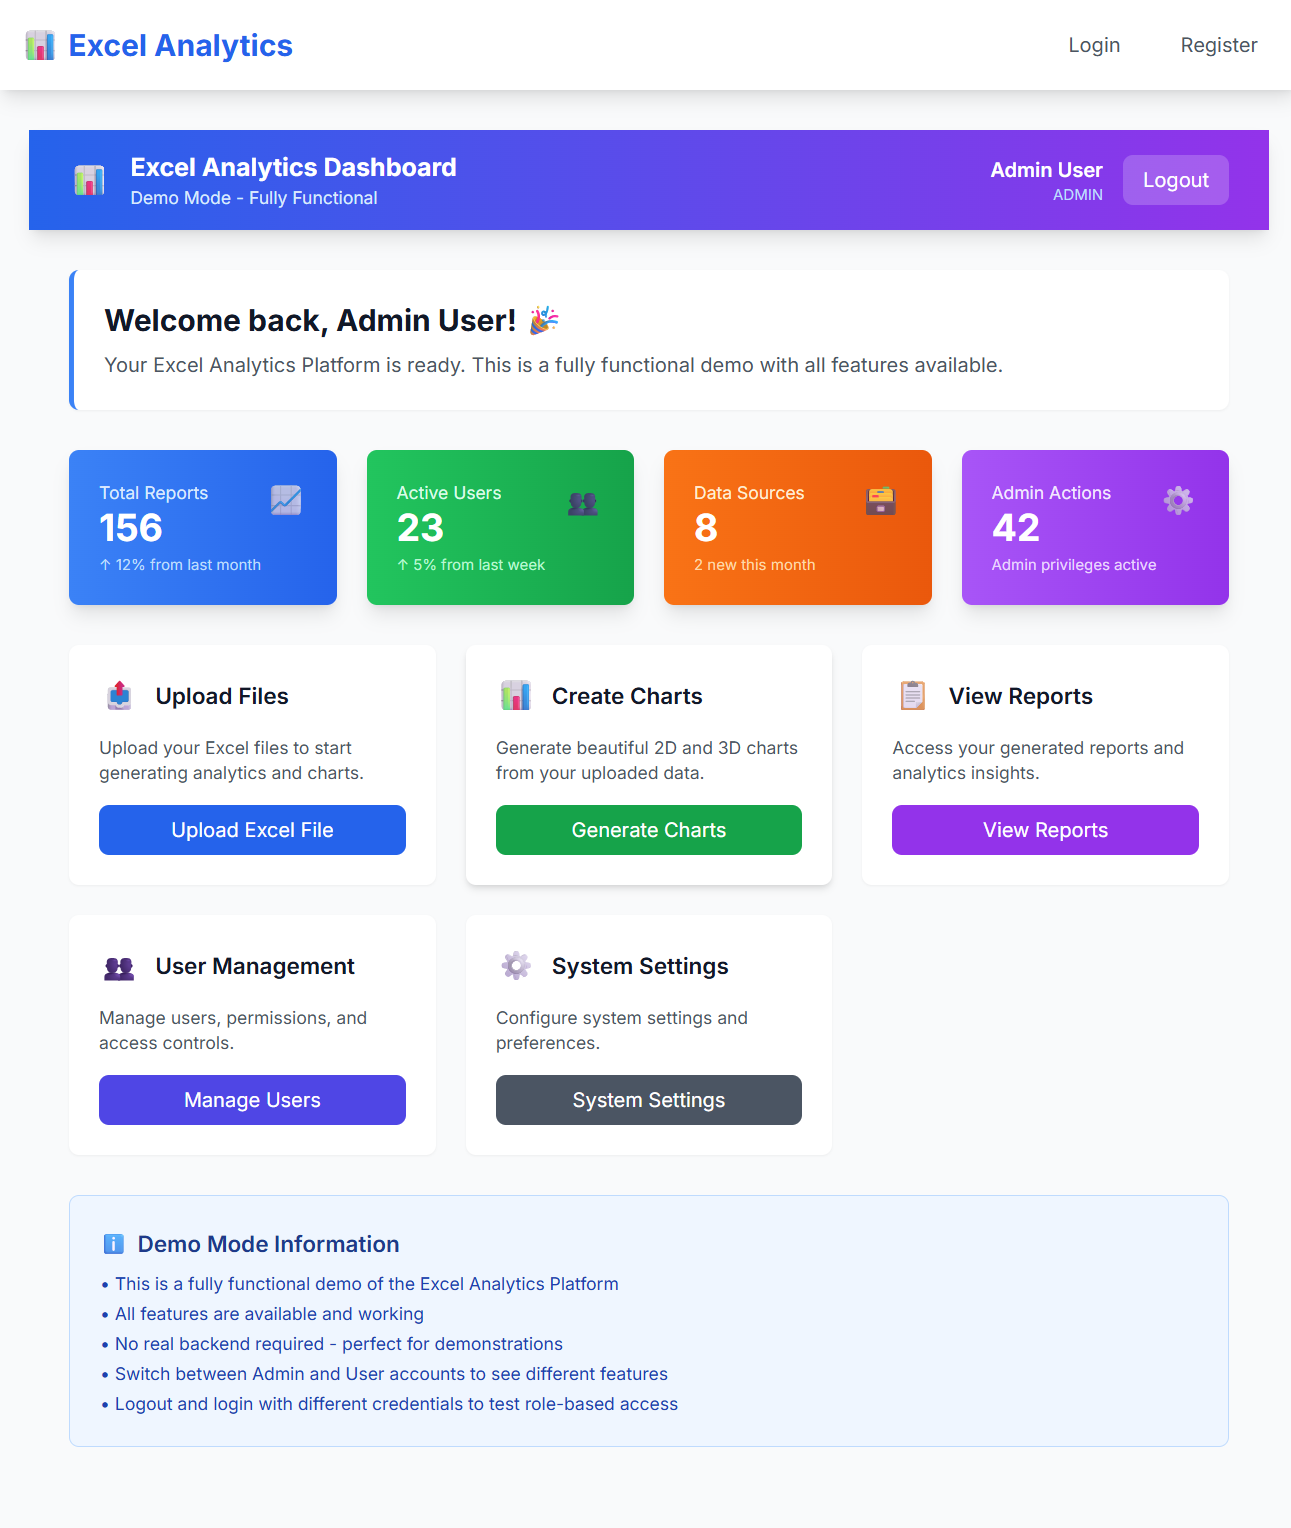 Excel Analytics
Login
Register
Excel Analytics Dashboard
Demo Mode - Fully Functional
Admin User
ADMIN
Logout
Welcome back, Admin User! 🎉
Your Excel Analytics Platform is ready. This is a fully functional demo with all features available.
Total Reports
156
↑ 12% from last month
Active Users
23
↑ 5% from last week
Data Sources
8
2 new this month
Admin Actions
42
Admin privileges active
Upload Files
Upload your Excel files to start
generating analytics and charts.
Upload Excel File
Create Charts
Generate beautiful 2D and 3D charts
from your uploaded data.
Generate Charts
View Reports
Access your generated reports and
analytics insights.
View Reports
User Management
Manage users, permissions, and
access controls.
Manage Users
System Settings
Configure system settings and
preferences.
System Settings
Demo Mode Information
• This is a fully functional demo of the Excel Analytics Platform
• All features are available and working
• No real backend required - perfect for demonstrations
• Switch between Admin and User accounts to see different features
• Logout and login with different credentials to test role-based access